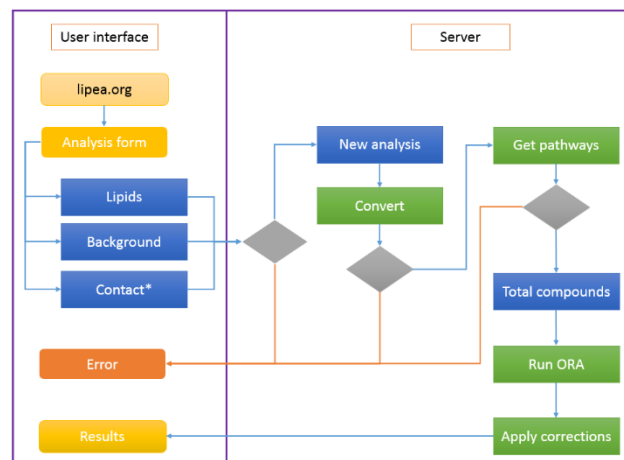 User interface
Server
lipea.org
Analysis form
Lipids
Background
Contact*
Error
Results
New analysis
Convert
Get pathways
Total compounds
Run ORA
Apply corrections